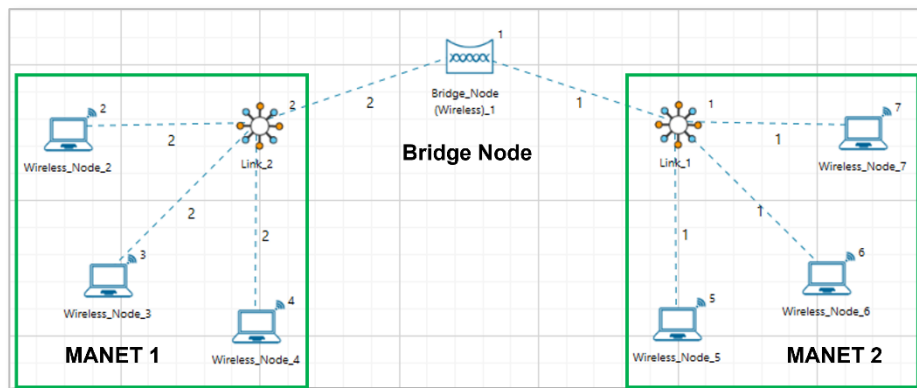 1
Bridge_Node
(Wireless)_1
2
1
2
Wireless_Node_2
2
2
Link_2
Bridge Node
1
Link_1
1
7
Wireless_Node_7
2
2
3
Wireless_Node_3
4
Wireless_Node_4
MANET 1
1
1
5
Wireless_Node_5
6
Wireless_Node_6
MANET 2